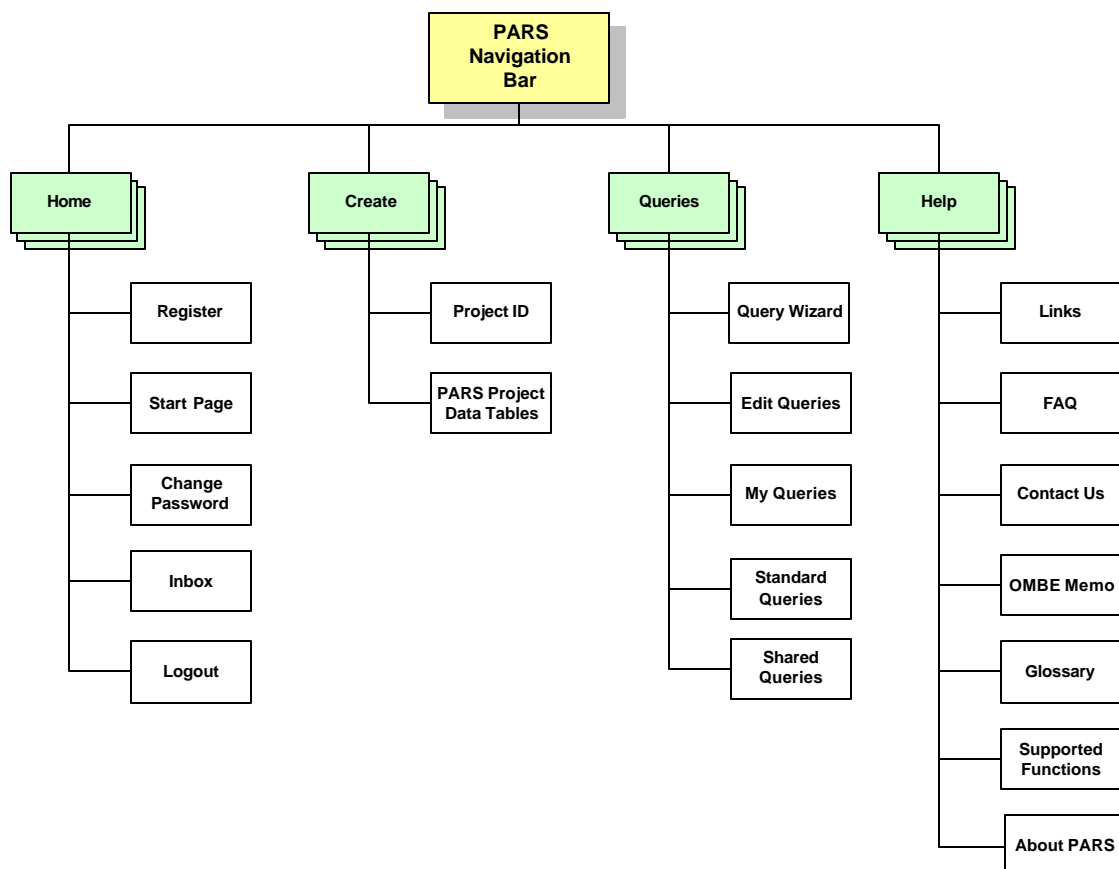 PARS
Navigation
Bar
Home
Create
Queries
Help
Register
Start Page
Change
Password
Inbox
Logout
Project ID
PARS Project
Data Tables
Query Wizard
Edit Queries
My Queries
Standard
Queries
Shared
Queries
Links
FAQ
Contact Us
OMBE Memo
Glossary
Supported
Functions
About PARS